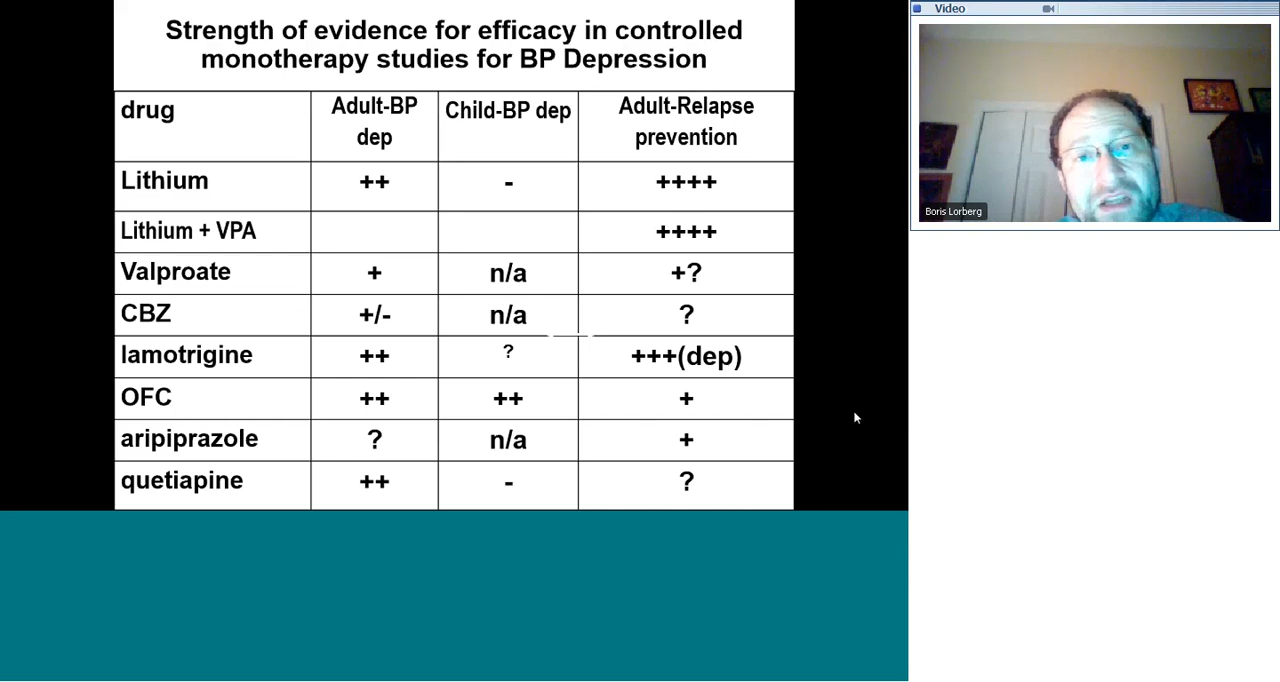 Strength of evidence for efficacy in controlled
monotherapy studies for BP Depression
drug Adult-BP dep Child-BP dep Adult-Relapse prevention
Lithium ++ - ++++
Lithium + VPA ++++
Valproate + n/a +?
CBZ +/- n/a ?
lamotrigine ++ ? +++(dep)
OFC ++ ++ +
aripiprazole ? n/a +
quetiapine ++ - ?
Video
Boris Lorberg